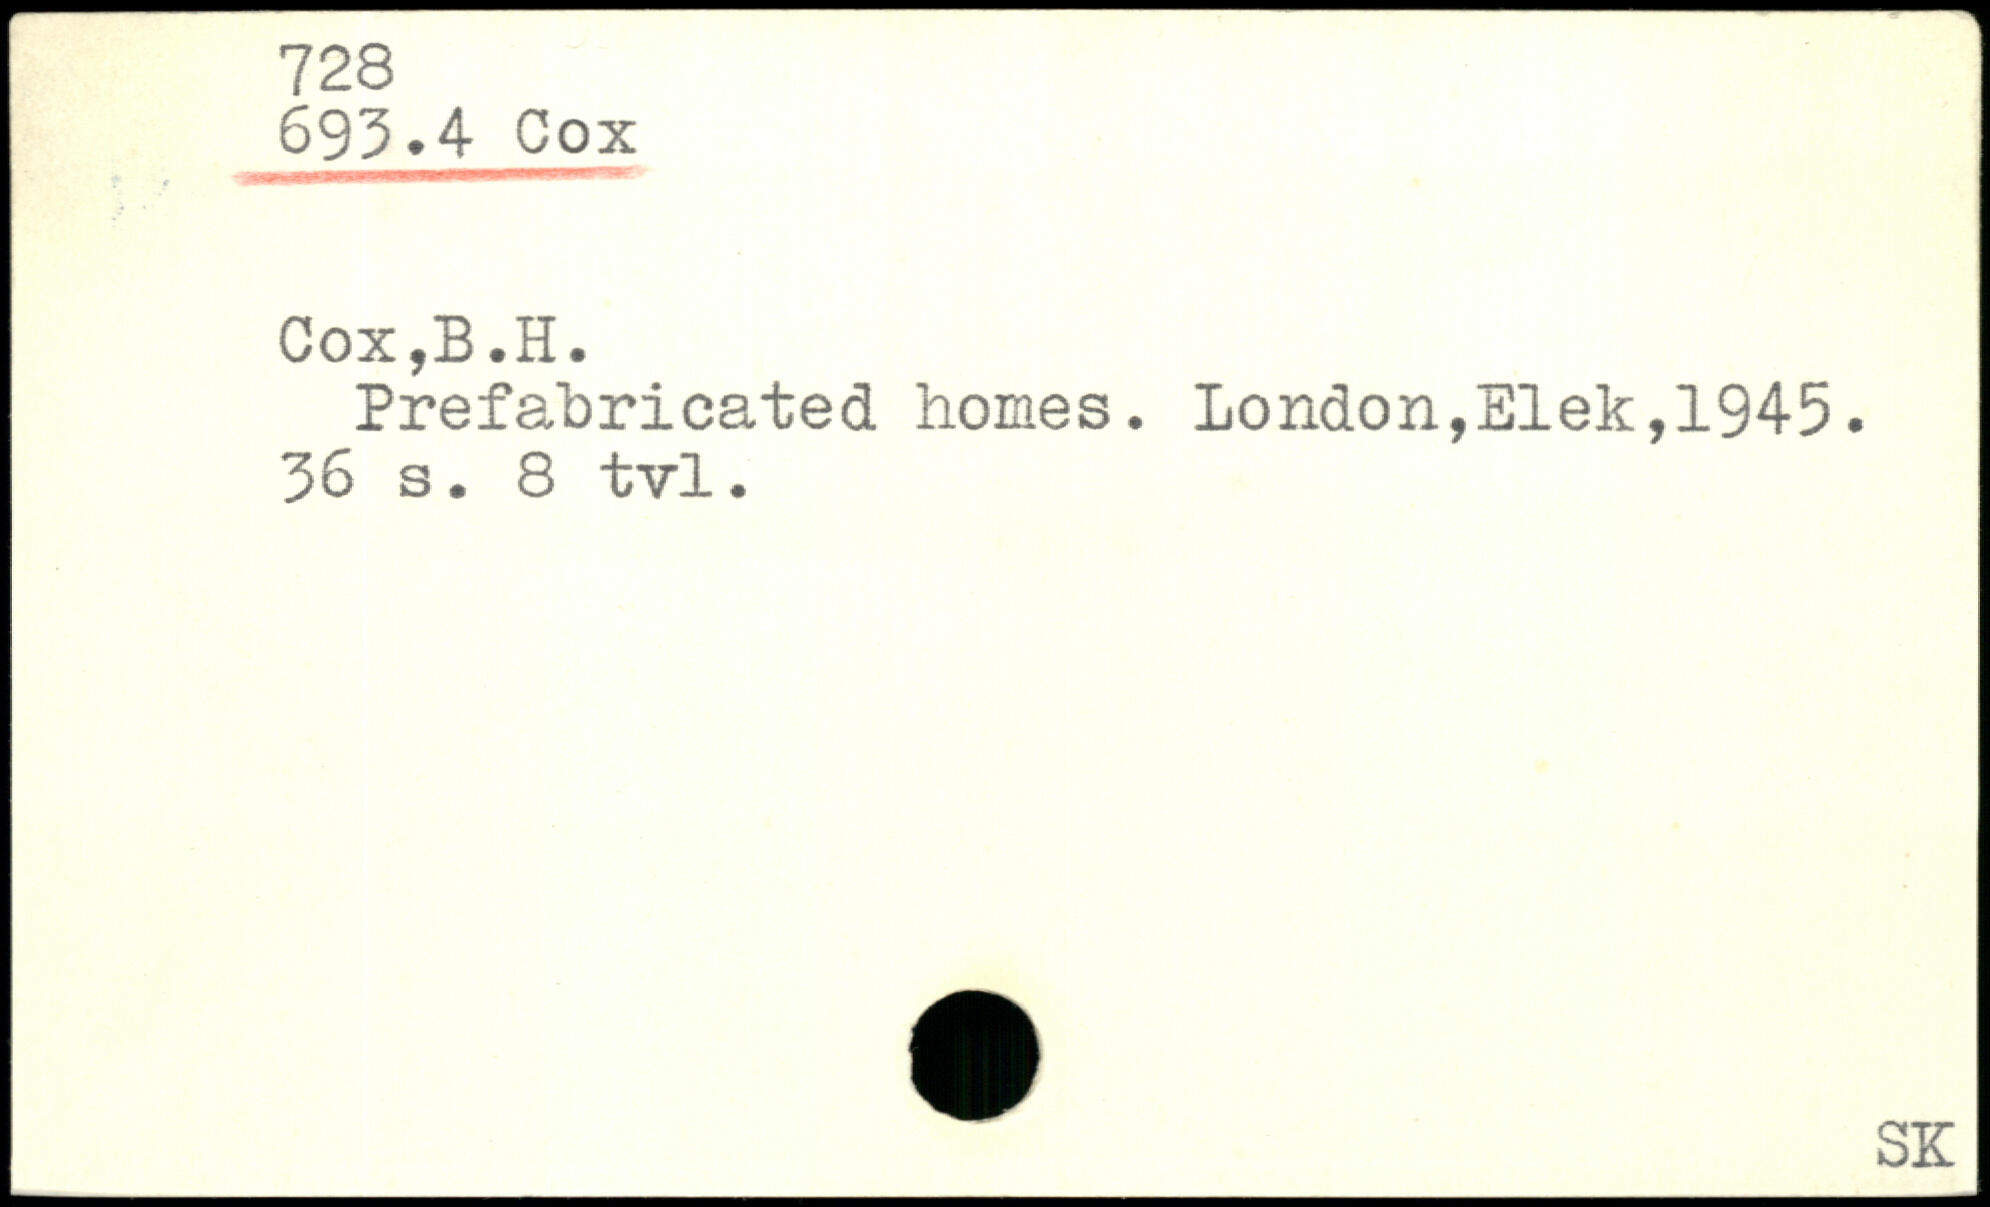 728
693.4 Cox
Cox,B.H.
Prefabricated homes. London,Elek,1945.
36 s. 8 tvl.
SK